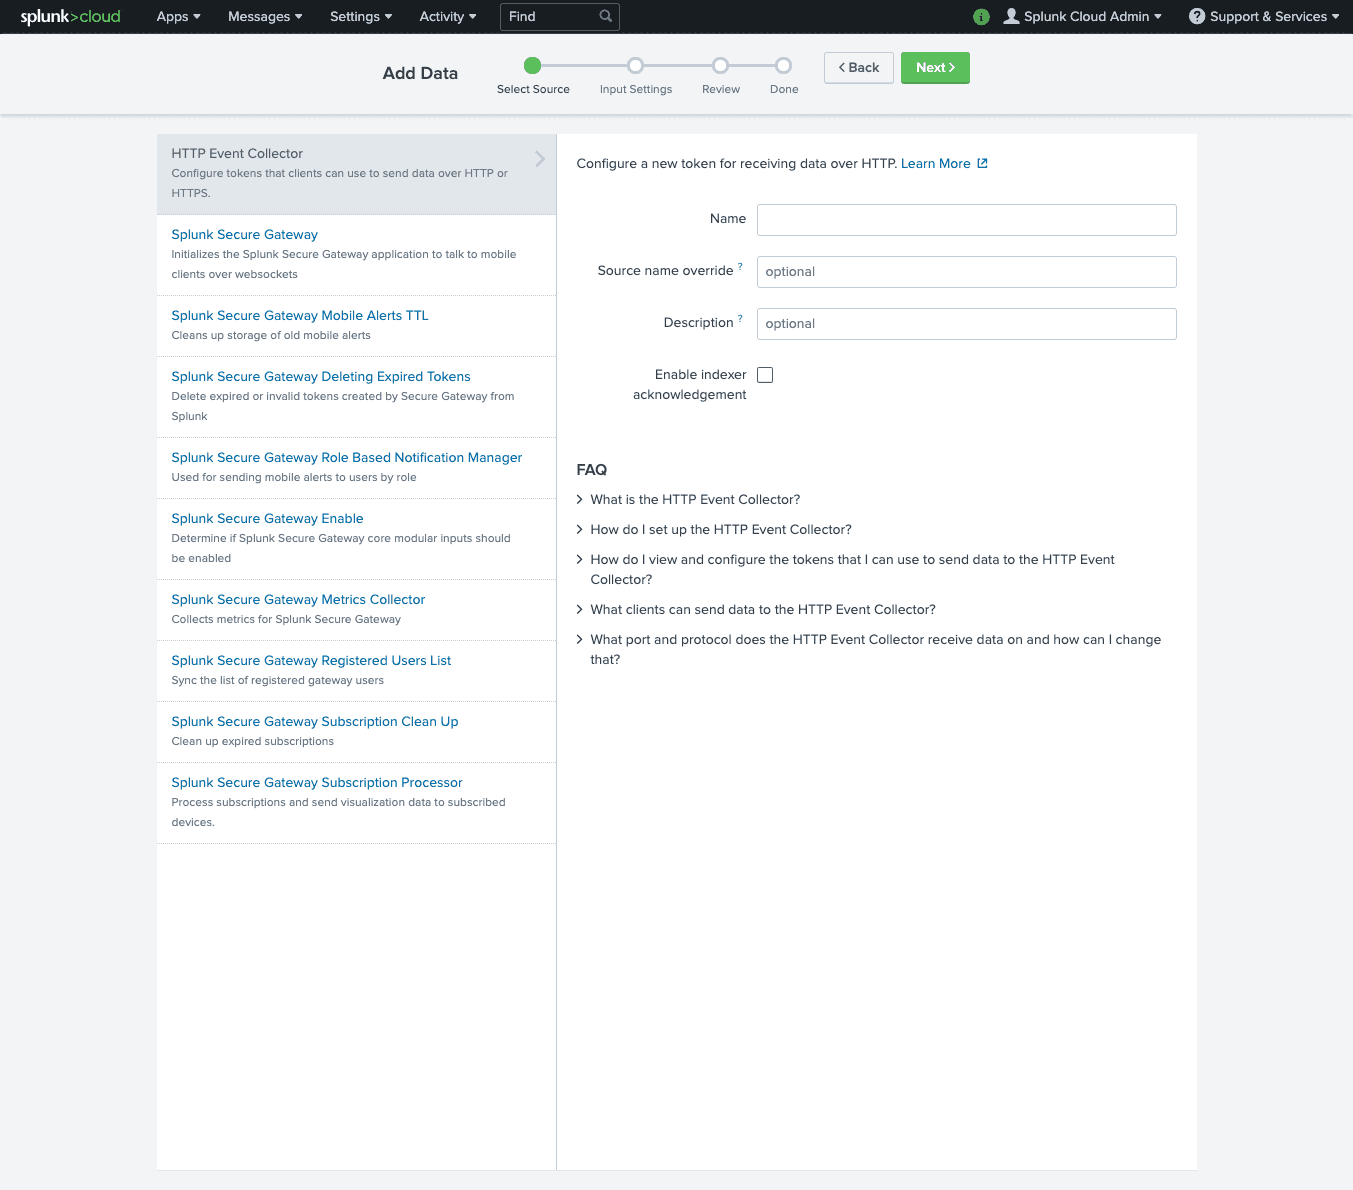 splunk>cloud Apps Messages Settings Activity Find Splunk Cloud Admin Support & Services
Add Data
Select Source Input Settings Review Done
Back Next
HTTP Event Collector
Configure tokens that clients can use to send data over HTTP or
HTTPS.
Splunk Secure Gateway
Initializes the Splunk Secure Gateway application to talk to mobile
clients over websockets
Splunk Secure Gateway Mobile Alerts TTL
Cleans up storage of old mobile alerts
Splunk Secure Gateway Deleting Expired Tokens
Delete expired or invalid tokens created by Secure Gateway from
Splunk
Splunk Secure Gateway Role Based Notification Manager
Used for sending mobile alerts to users by role
Splunk Secure Gateway Enable
Determine if Splunk Secure Gateway core modular inputs should
be enabled
Splunk Secure Gateway Metrics Collector
Collects metrics for Splunk Secure Gateway
Splunk Secure Gateway Registered Users List
Sync the list of registered gateway users
Splunk Secure Gateway Subscription Clean Up
Clean up expired subscriptions
Splunk Secure Gateway Subscription Processor
Process subscriptions and send visualization data to subscribed
devices.
Configure a new token for receiving data over HTTP. Learn More
Name
Source name override ? optional
Description ? optional
Enable indexer
acknowledgement
FAQ
What is the HTTP Event Collector?
How do I set up the HTTP Event Collector?
How do I view and configure the tokens that I can use to send data to the HTTP Event
Collector?
What clients can send data to the HTTP Event Collector?
What port and protocol does the HTTP Event Collector receive data on and how can I change
that?